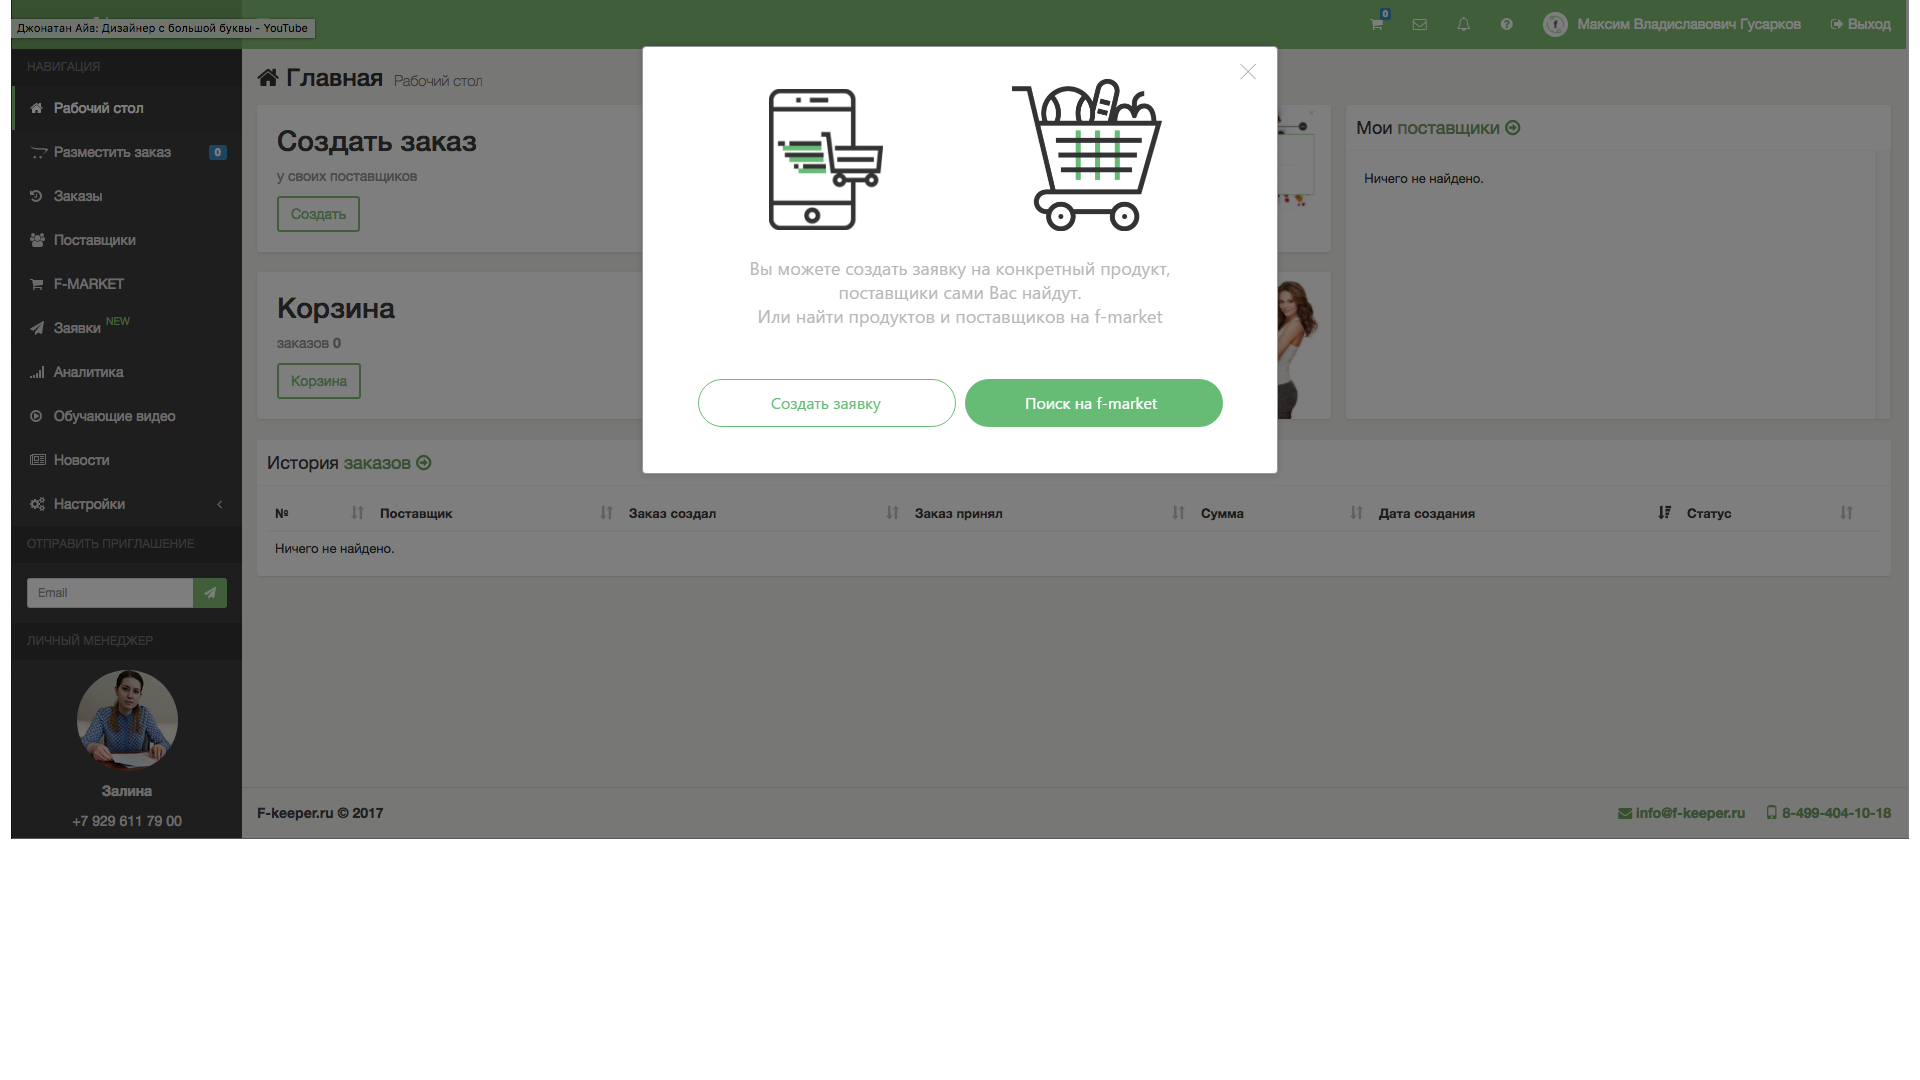 Джонатан Айв: Дизайнер с большой буквы - YouTube
0
Максим Владиславович Гусарков
Выход
НАВИГАЦИЯ
Рабочий стол
Разместить заказ 0
Заказы
Поставщики
F-MARKET
Заявки NEW
Аналитика
Обучающие видео
Новости
Настройки
ОТПРАВИТЬ ПРИГЛАШЕНИЕ
Email
ЛИЧНЫЙ МЕНЕДЖЕР
Залина
+7 929 611 79 00
Главная Рабочий стол
Создать заказ
у своих поставщиков
Создать
Корзина
заказов 0
Корзина
Вы можете создать заявку на конкретный продукт,
поставщики сами Вас найдут.
Или найти продуктов и поставщиков на f-market
Создать заявку
Поиск на f-market
Мои поставщики
Ничего не найдено.
История заказов
№ Поставщик Заказ создал Заказ принял Сумма Дата создания Статус
Ничего не найдено.
F-keeper.ru © 2017
info@f-keeper.ru 8-499-404-10-18